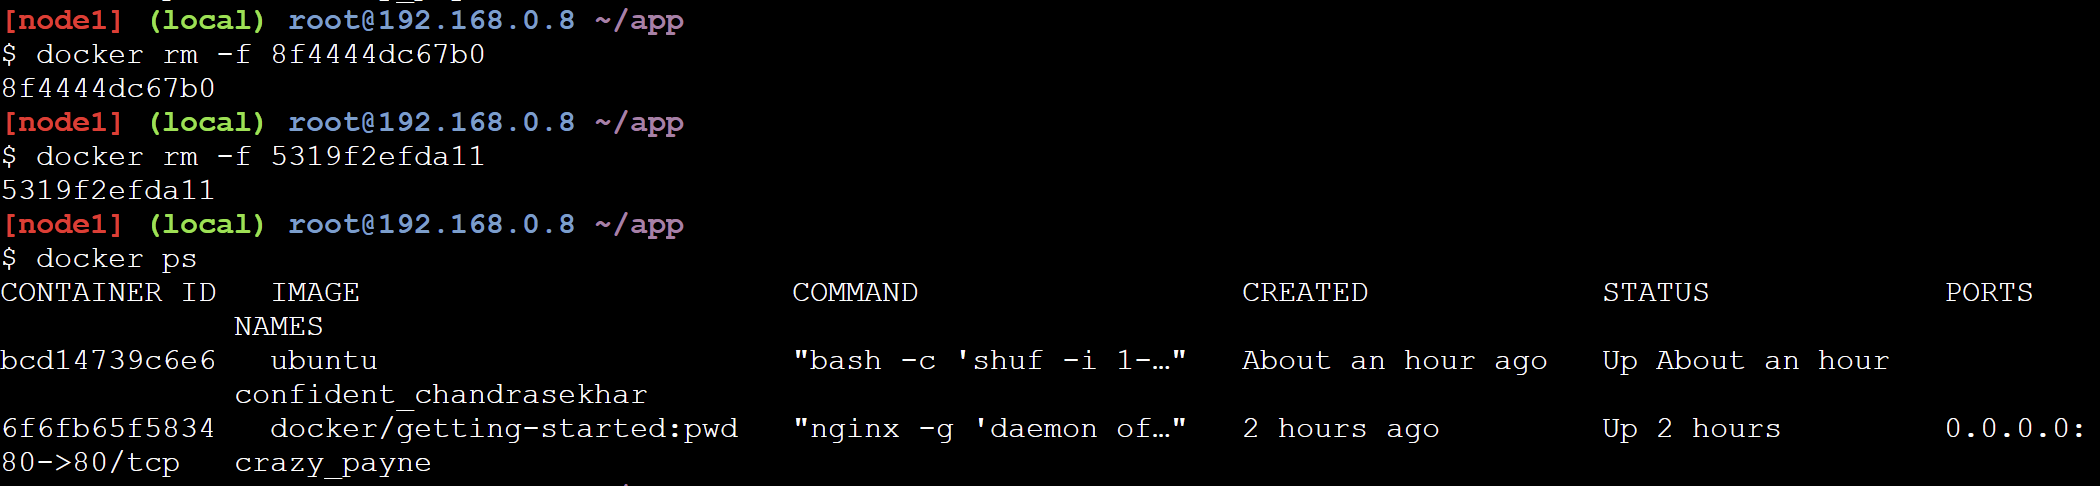 [node1] (local) root@192.168.0.8 ~/app
$ docker rm -f 8f4444dc67b0
8f4444dc67b0
[node1] (local) root@192.168.0.8 ~/app
$ docker rm -f 5319f2efda11
5319f2efda11
[node1] (local) root@192.168.0.8 ~/app
$ docker ps
CONTAINER ID   IMAGE                        COMMAND                  CREATED             STATUS             PORTS
             NAMES
bcd14739c6e6   ubuntu                       "bash -c 'shuf -i 1-…"   About an hour ago   Up About an hour
             confident_chandrasekhar
6f6fb65f5834   docker/getting-started:pwd   "nginx -g 'daemon of…"   2 hours ago         Up 2 hours         0.0.0.0:
80->80/tcp   crazy_payne